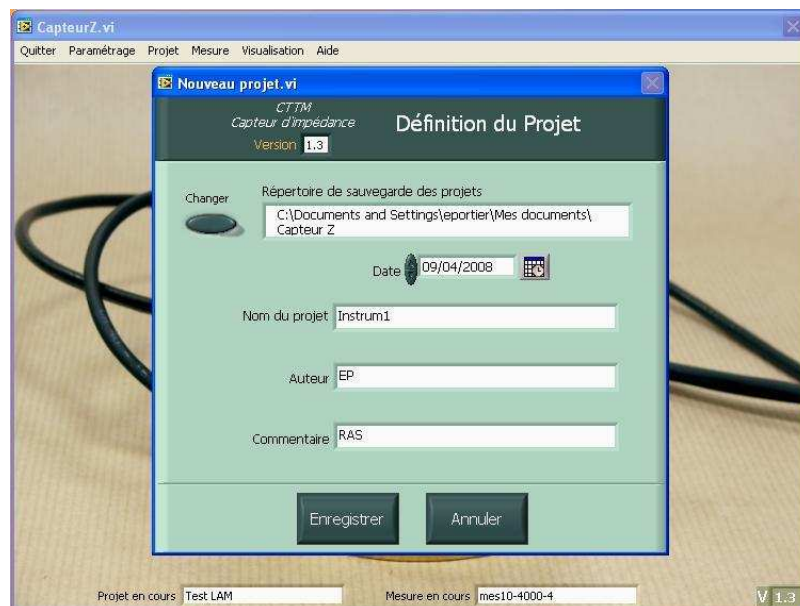 CapteurZ.vi
Quitter Paramétrage Projet Mesure Visualisation Aide
Nouveau projet.vi
CTTM
Capteur d'impédance
Version 1.3
Définition du Projet
Changer
Répertoire de sauvegarde des projets
C:\Documents and Settings\eportier\Mes documents\
Capteur Z
Date 09/04/2008
Nom du projet Instrum1
Auteur EP
Commentaire RAS
Enregistrer Annuler
Projet en cours Test LAM Mesure en cours mes10-4000-4 V 1.3